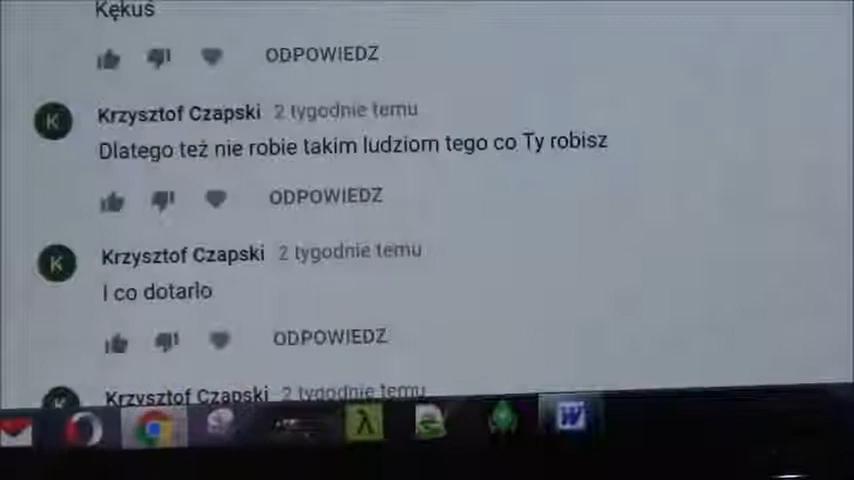 Kękuś
ODPOWIEDZ
K
Krzysztof Czapski 2 tygodnie temu
Dlatego też nie robie takim ludziom tego co Ty robisz
ODPOWIEDZ
K
Krzysztof Czapski 2 tygodnie temu
I co dotarlo
ODPOWIEDZ
K
Krzysztof Czapski 2 tygodnie temu
λ
W